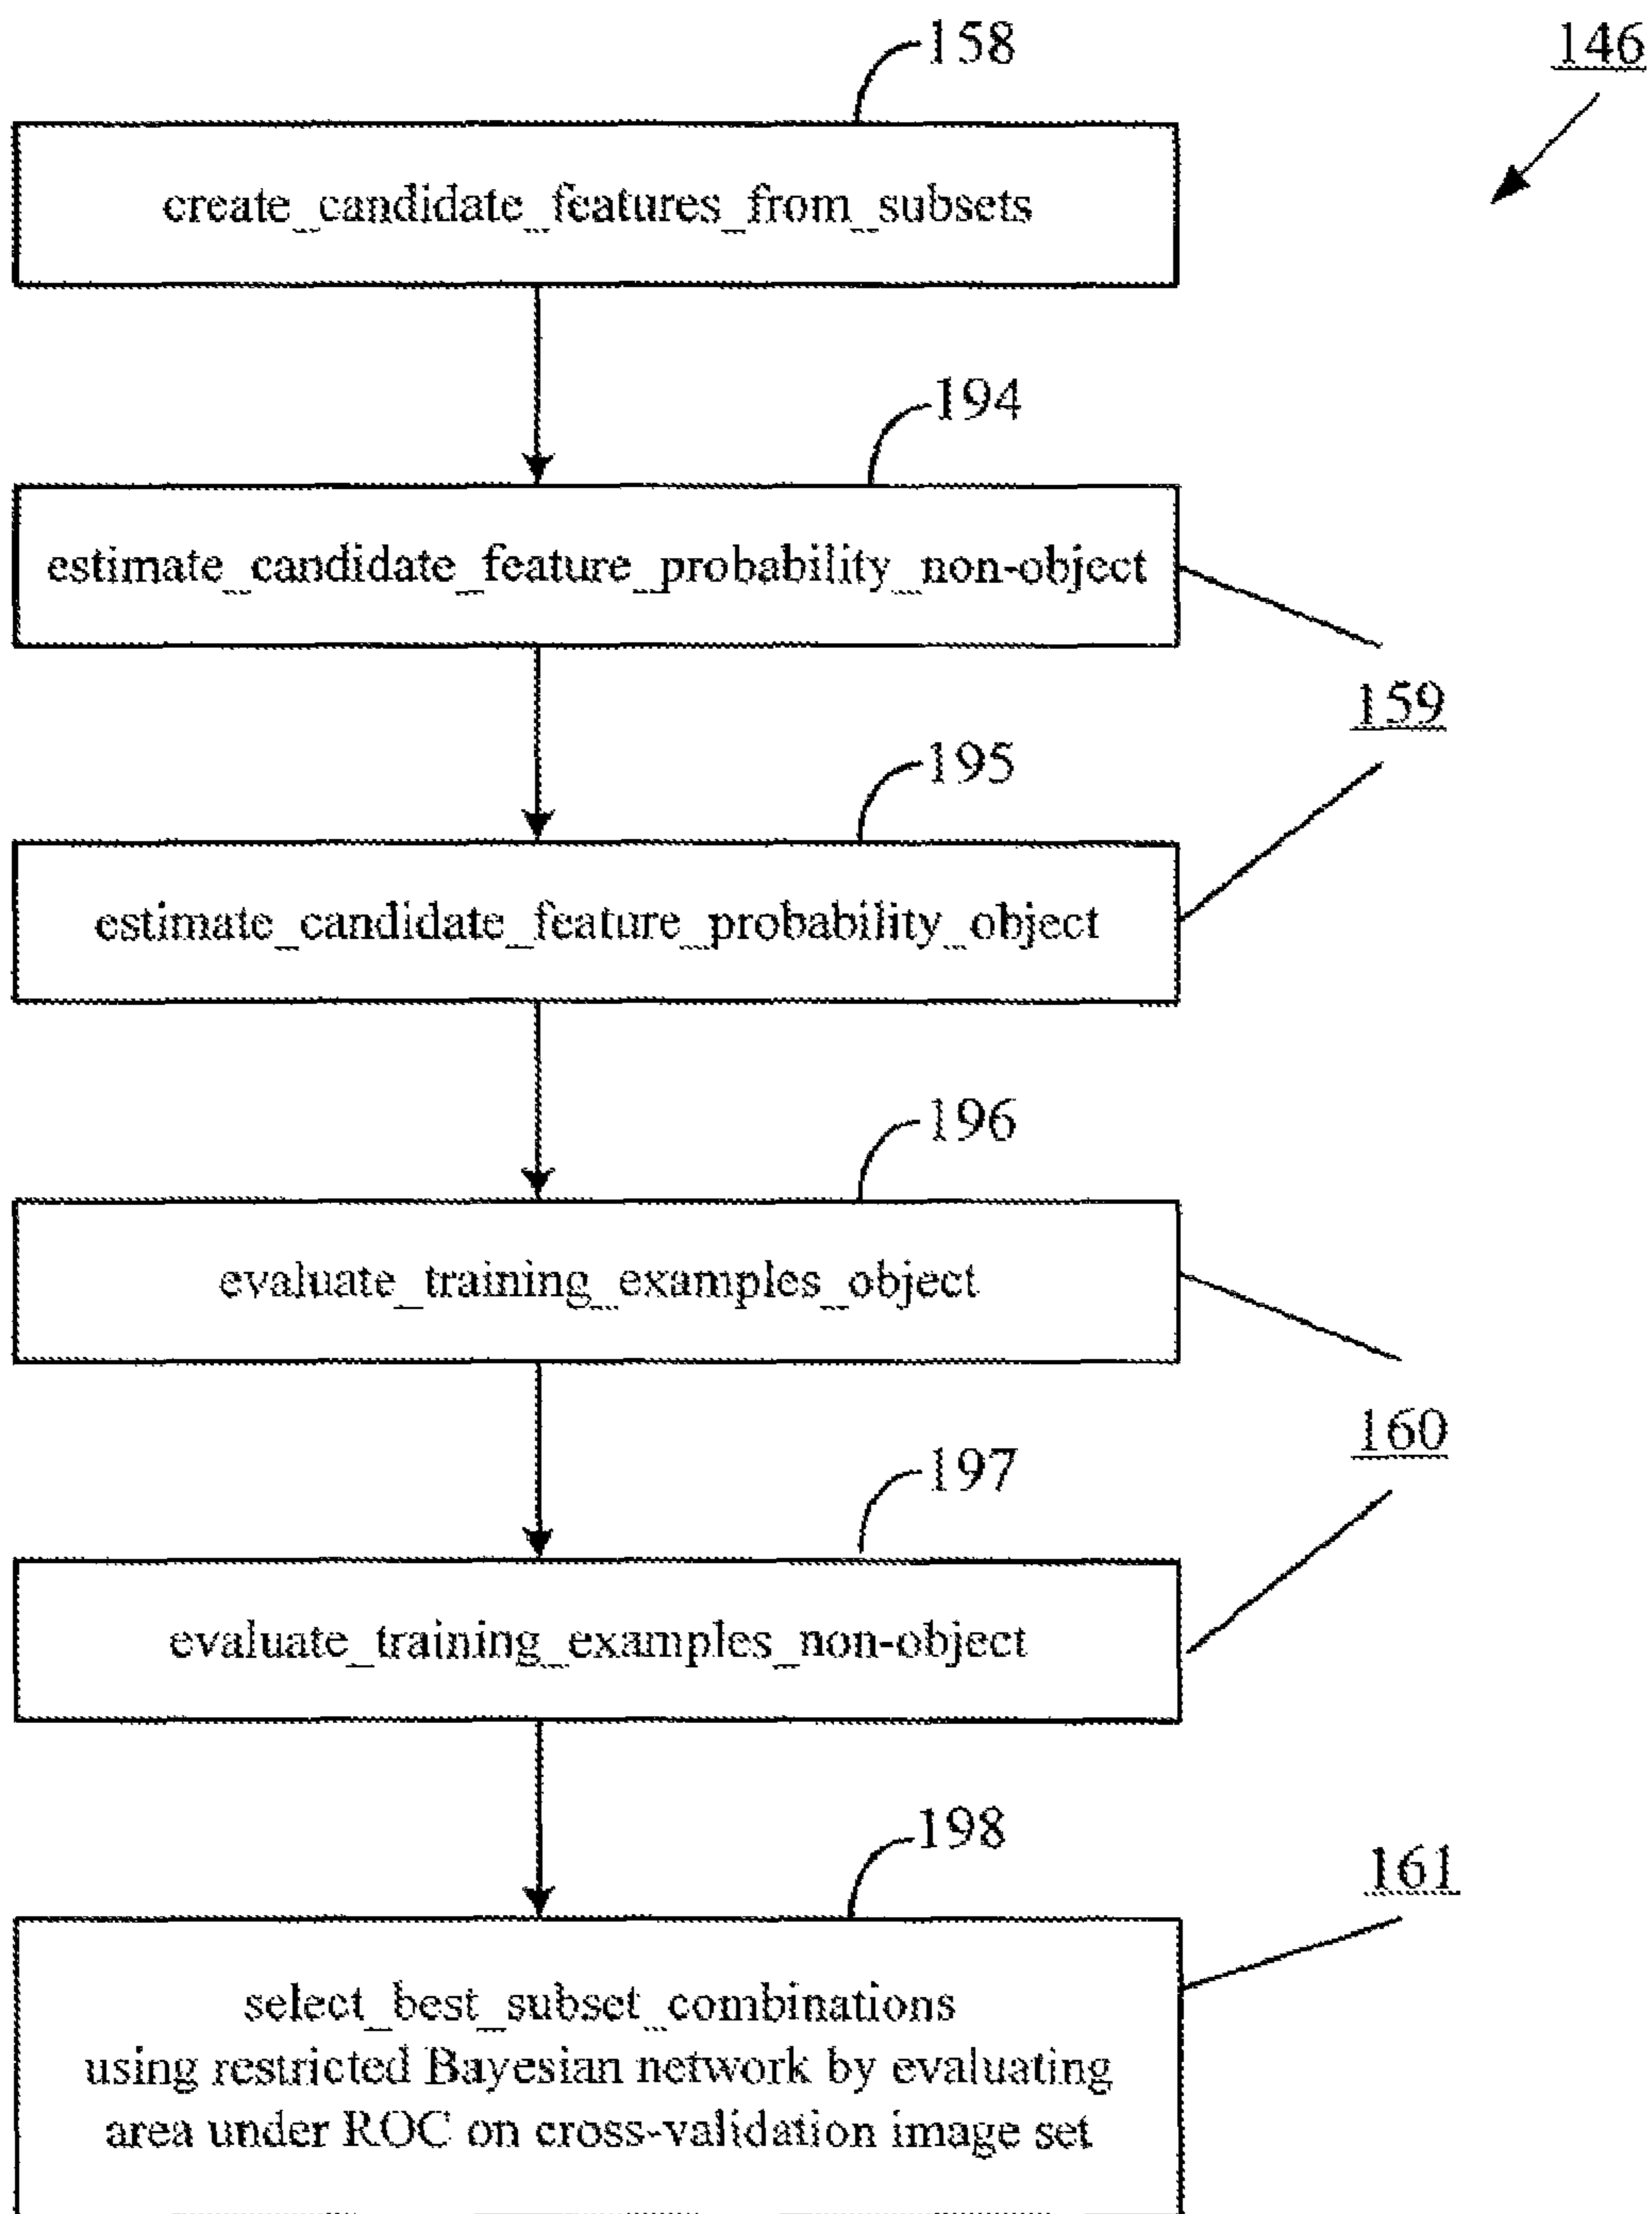 158
146
create_candidate_features_from_subsets
194
estimate_candidate_feature_probability_non-object
159
195
estimate_candidate_feature_probability_object
196
evaluate_training_examples_object
160
197
evaluate_training_examples_non-object
198
161
select_best_subset_combinations
using restricted Bayesian network by evaluating
area under ROC on cross-validation image set